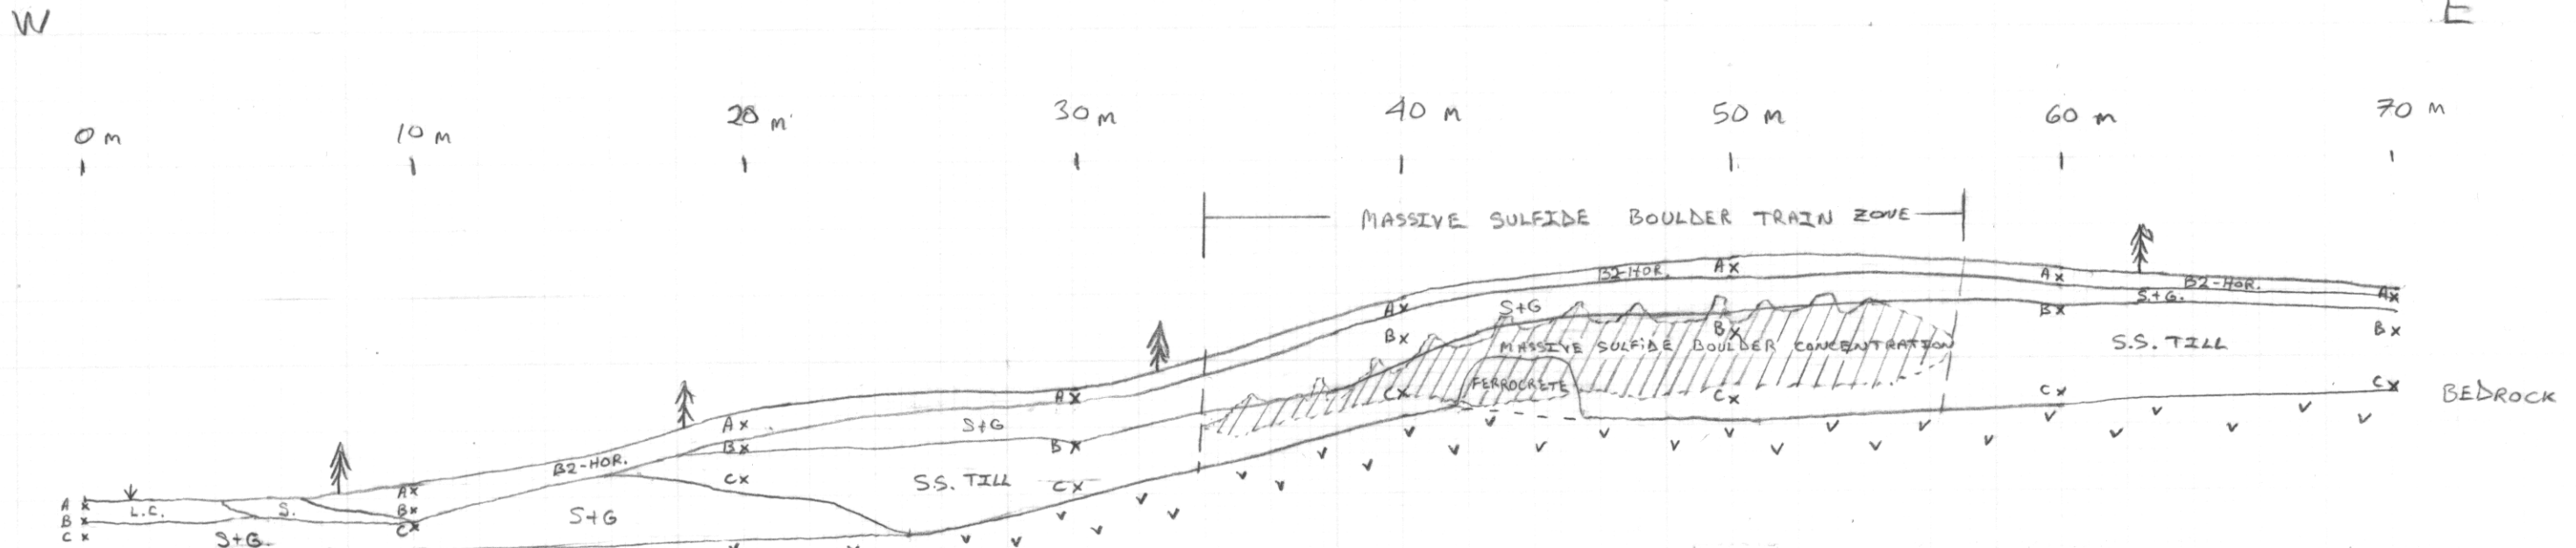 W E
0 m 10 m 20 m. 30 m 40 m 50 m 60 m 70 m
MASSIVE SULFIDE BOULDER TRAIN ZONE
B2-HOR. A x
A x
B2-HOR.
A x
S.+G.
A x
S+G
B x
B x
B x
B x
MASSIVE SULFIDE BOULDER CONCENTRATION
S.S. TILL
FERROCRETE
C x
C x
C x
C x
BEDROCK
A x
A x
S+G
B x
B x
B2-HOR.
C x
S.S. TILL
C x
A x
A x
L.C.
S.
B x
B x
S+G
C x
C x
S+G.